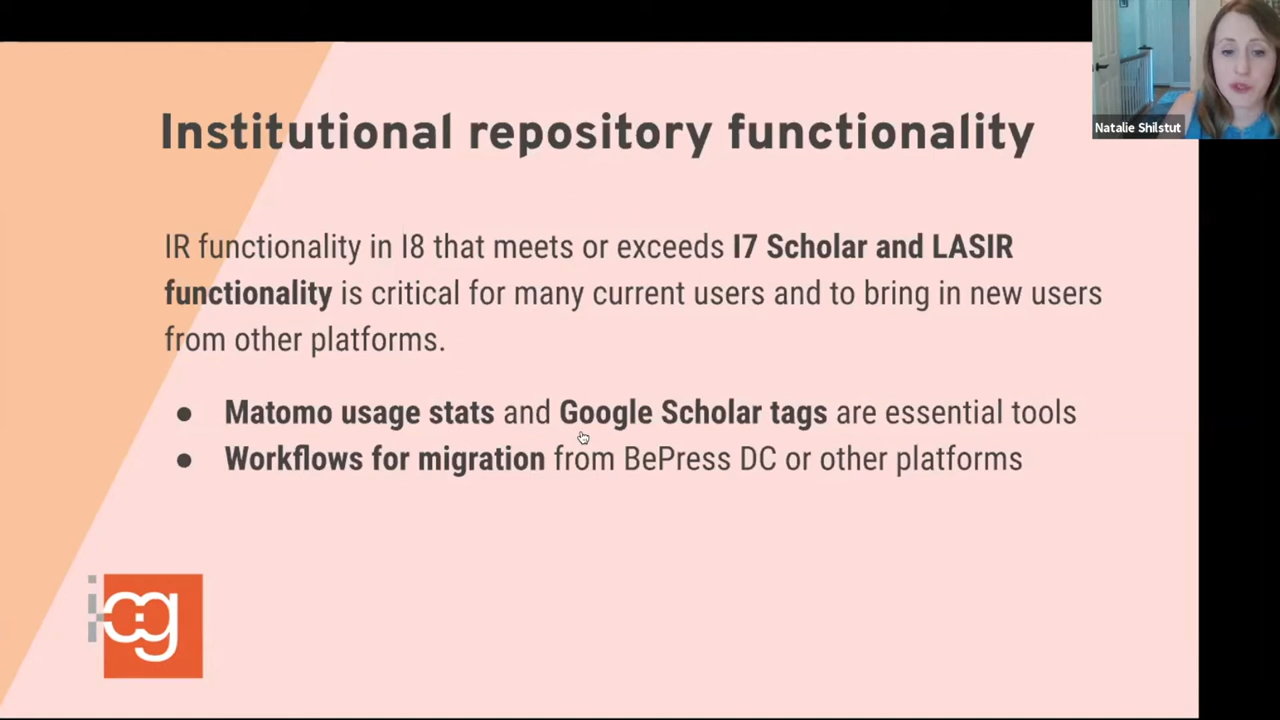 Natalie Shilstut
Institutional repository functionality
IR functionality in I8 that meets or exceeds I7 Scholar and LASIR
functionality is critical for many current users and to bring in new users
from other platforms.
● Matomo usage stats and Google Scholar tags are essential tools
● Workflows for migration from BePress DC or other platforms